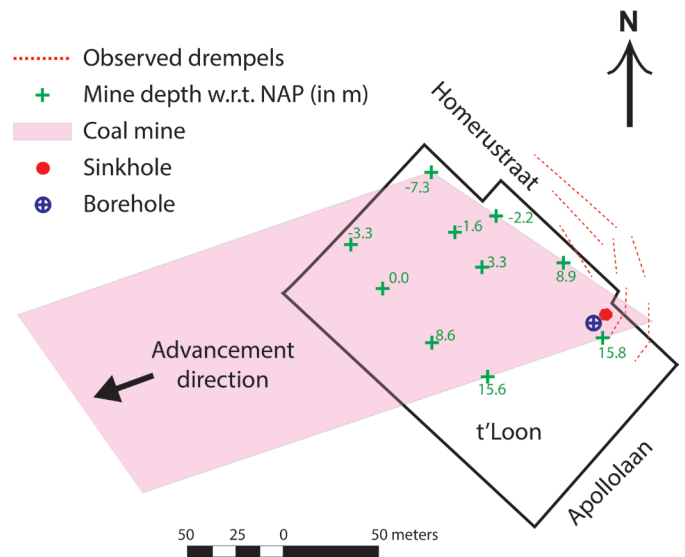 Observed drempels
Mine depth w.r.t. NAP (in m)
Coal mine
Sinkhole
Borehole
N
Homerustraat
-7.3
-2.2
-1.6
-3.3
3.3
8.9
0.0
8.6
15.8
15.6
Advancement
direction
t'Loon
Apollolaan
50 25 0 50 meters